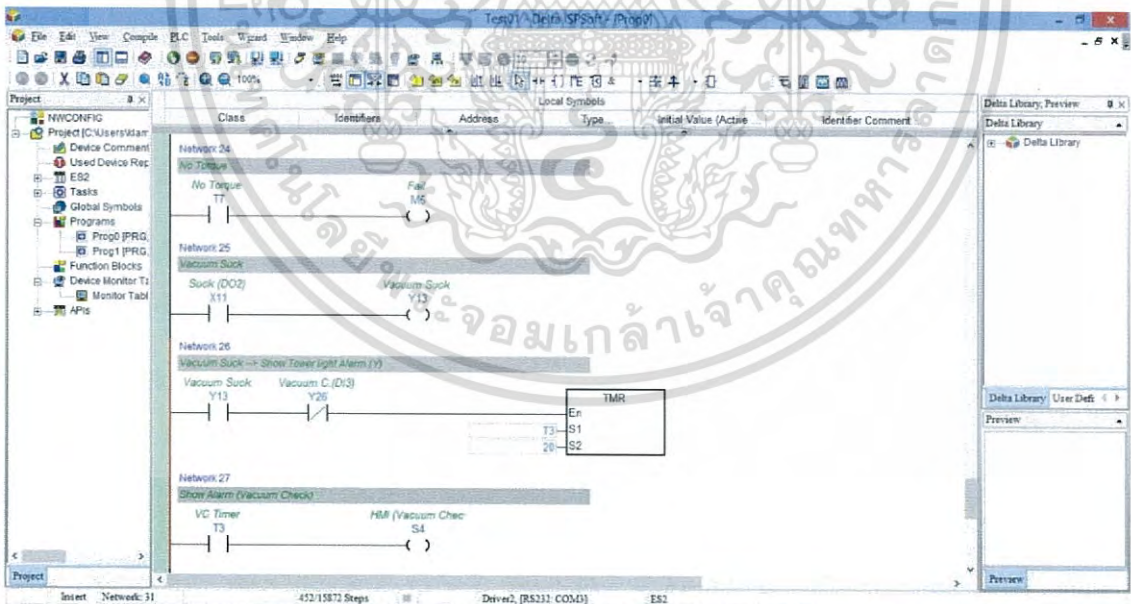 Test01 - Delta ISPSoft - [Prog0]
File Edit View Compile PLC Tools Wizard Window Help
100%
Project
NWCONFIG
Project [C:\Users\dam
Device Comment
Used Device Rep
ES2
Tasks
Global Symbols
Programs
Prog0 [PRG,
Prog1 [PRG,
Function Blocks
Device Monitor Ta
Monitor Tabl
APIs
Project
Local Symbols
Class Identifiers Address Type... Initial Value (Active Identifier Comment
Network 24
No Torque
No Torque Fail
T7 M5
Network 25
Vacuum Suck
Suck (DO2) Vacuum Suck
X11 Y13
Network 26
Vacuum Suck --> Show Tower light Alarm (Y)
Vacuum Suck Vacuum C.(DI3)
Y13 Y26
TMR
En
T3 S1
20 S2
Network 27
Show Alarm (Vacuum Check)
VC Timer HMI (Vacuum Chec
T3 S4
Delta Library, Preview
Delta Library
Delta Library
Delta Library User Defi
Preview
Preview
Insert Network: 31 452/15872 Steps Driver2, [RS232: COM3] ES2